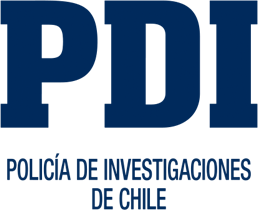 PDI
POLICÍA DE INVESTIGACIONES
DE CHILE